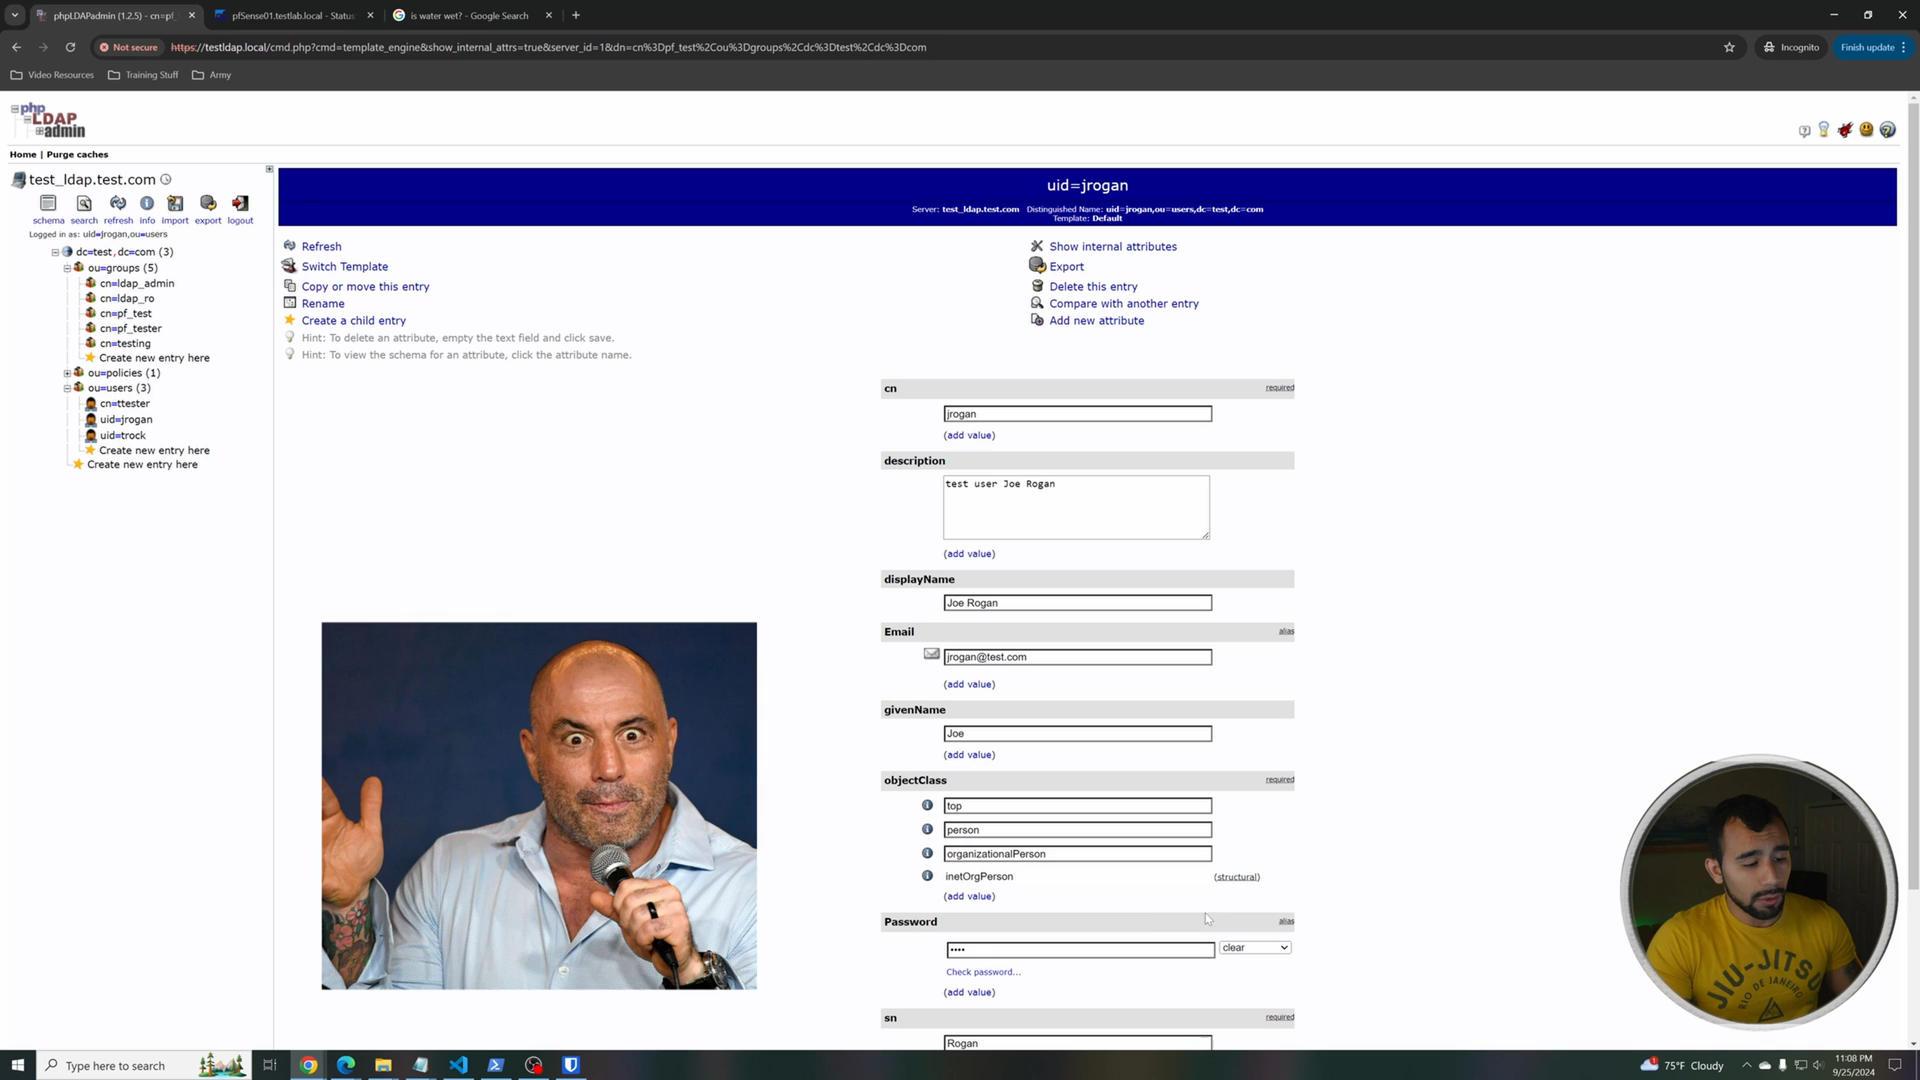 phpLDAPadmin (1.2.5) - cn=pf_
pfSense01.testlab.local - Status:
is water wet? - Google Search
Not secure
https://testldap.local/cmd.php?cmd=template_engine&show_internal_attrs=true&server_id=1&dn=cn%3Dpf_test%2Cou%3Dgroups%2Cdc%3Dtest%2Cdc%3Dcom
Incognito
Finish update
Video Resources
Training Stuff
Army
php
LDAP
admin
Home | Purge caches
test_ldap.test.com
schema search refresh info import export logout
Logged in as: uid=jrogan,ou=users
dc=test,dc=com (3)
ou=groups (5)
cn=ldap_admin
cn=ldap_ro
cn=pf_test
cn=pf_tester
cn=testing
Create new entry here
ou=policies (1)
ou=users (3)
cn=ttester
uid=jrogan
uid=trock
Create new entry here
Create new entry here
uid=jrogan
Server: test_ldap.test.com Distinguished Name: uid=jrogan,ou=users,dc=test,dc=com
Template: Default
Refresh
Switch Template
Copy or move this entry
Rename
Create a child entry
Hint: To delete an attribute, empty the text field and click save.
Hint: To view the schema for an attribute, click the attribute name.
Show internal attributes
Export
Delete this entry
Compare with another entry
Add new attribute
cn required
jrogan
(add value)
description
test user Joe Rogan
(add value)
displayName
Joe Rogan
Email alias
jrogan@test.com
(add value)
givenName
Joe
(add value)
objectClass required
top
person
organizationalPerson
inetOrgPerson (structural)
(add value)
Password alias
•••• clear
Check password...
(add value)
sn required
Rogan
JIU-JITSU
RIO DE JANEIRO
Type here to search
1
75°F Cloudy
11:08 PM
9/25/2024